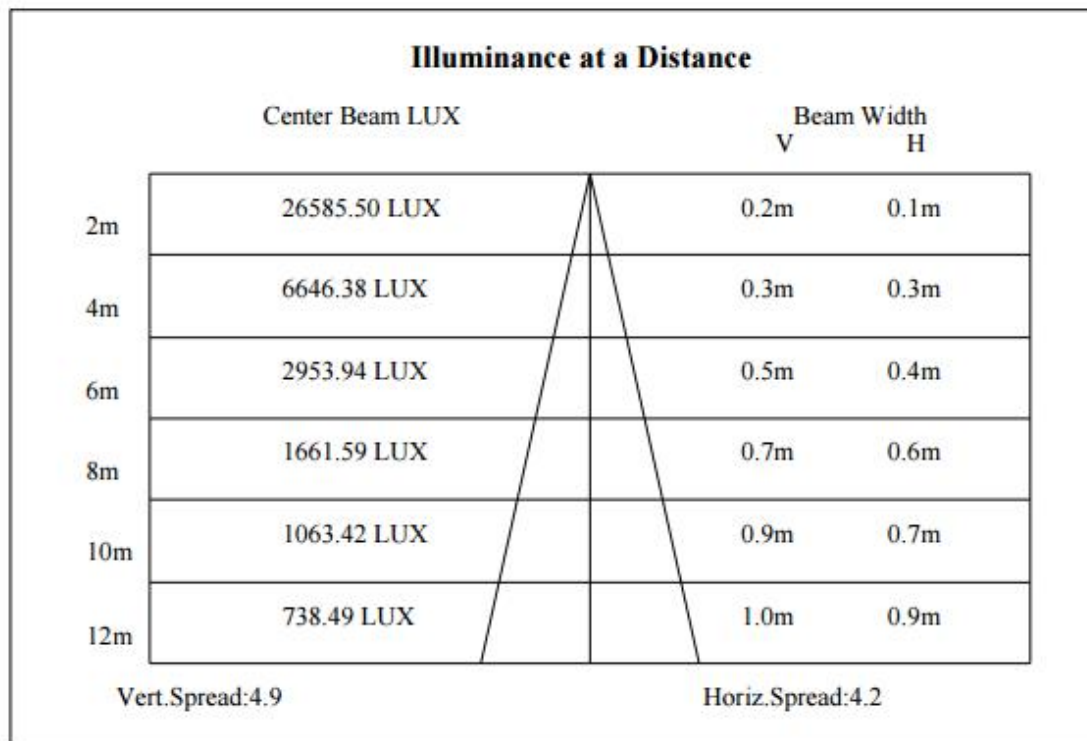 Illuminance at a Distance
Center Beam LUX Beam Width
V H
2m 26585.50 LUX 0.2m 0.1m
4m 6646.38 LUX 0.3m 0.3m
6m 2953.94 LUX 0.5m 0.4m
8m 1661.59 LUX 0.7m 0.6m
10m 1063.42 LUX 0.9m 0.7m
12m 738.49 LUX 1.0m 0.9m
Vert.Spread:4.9 Horiz.Spread:4.2